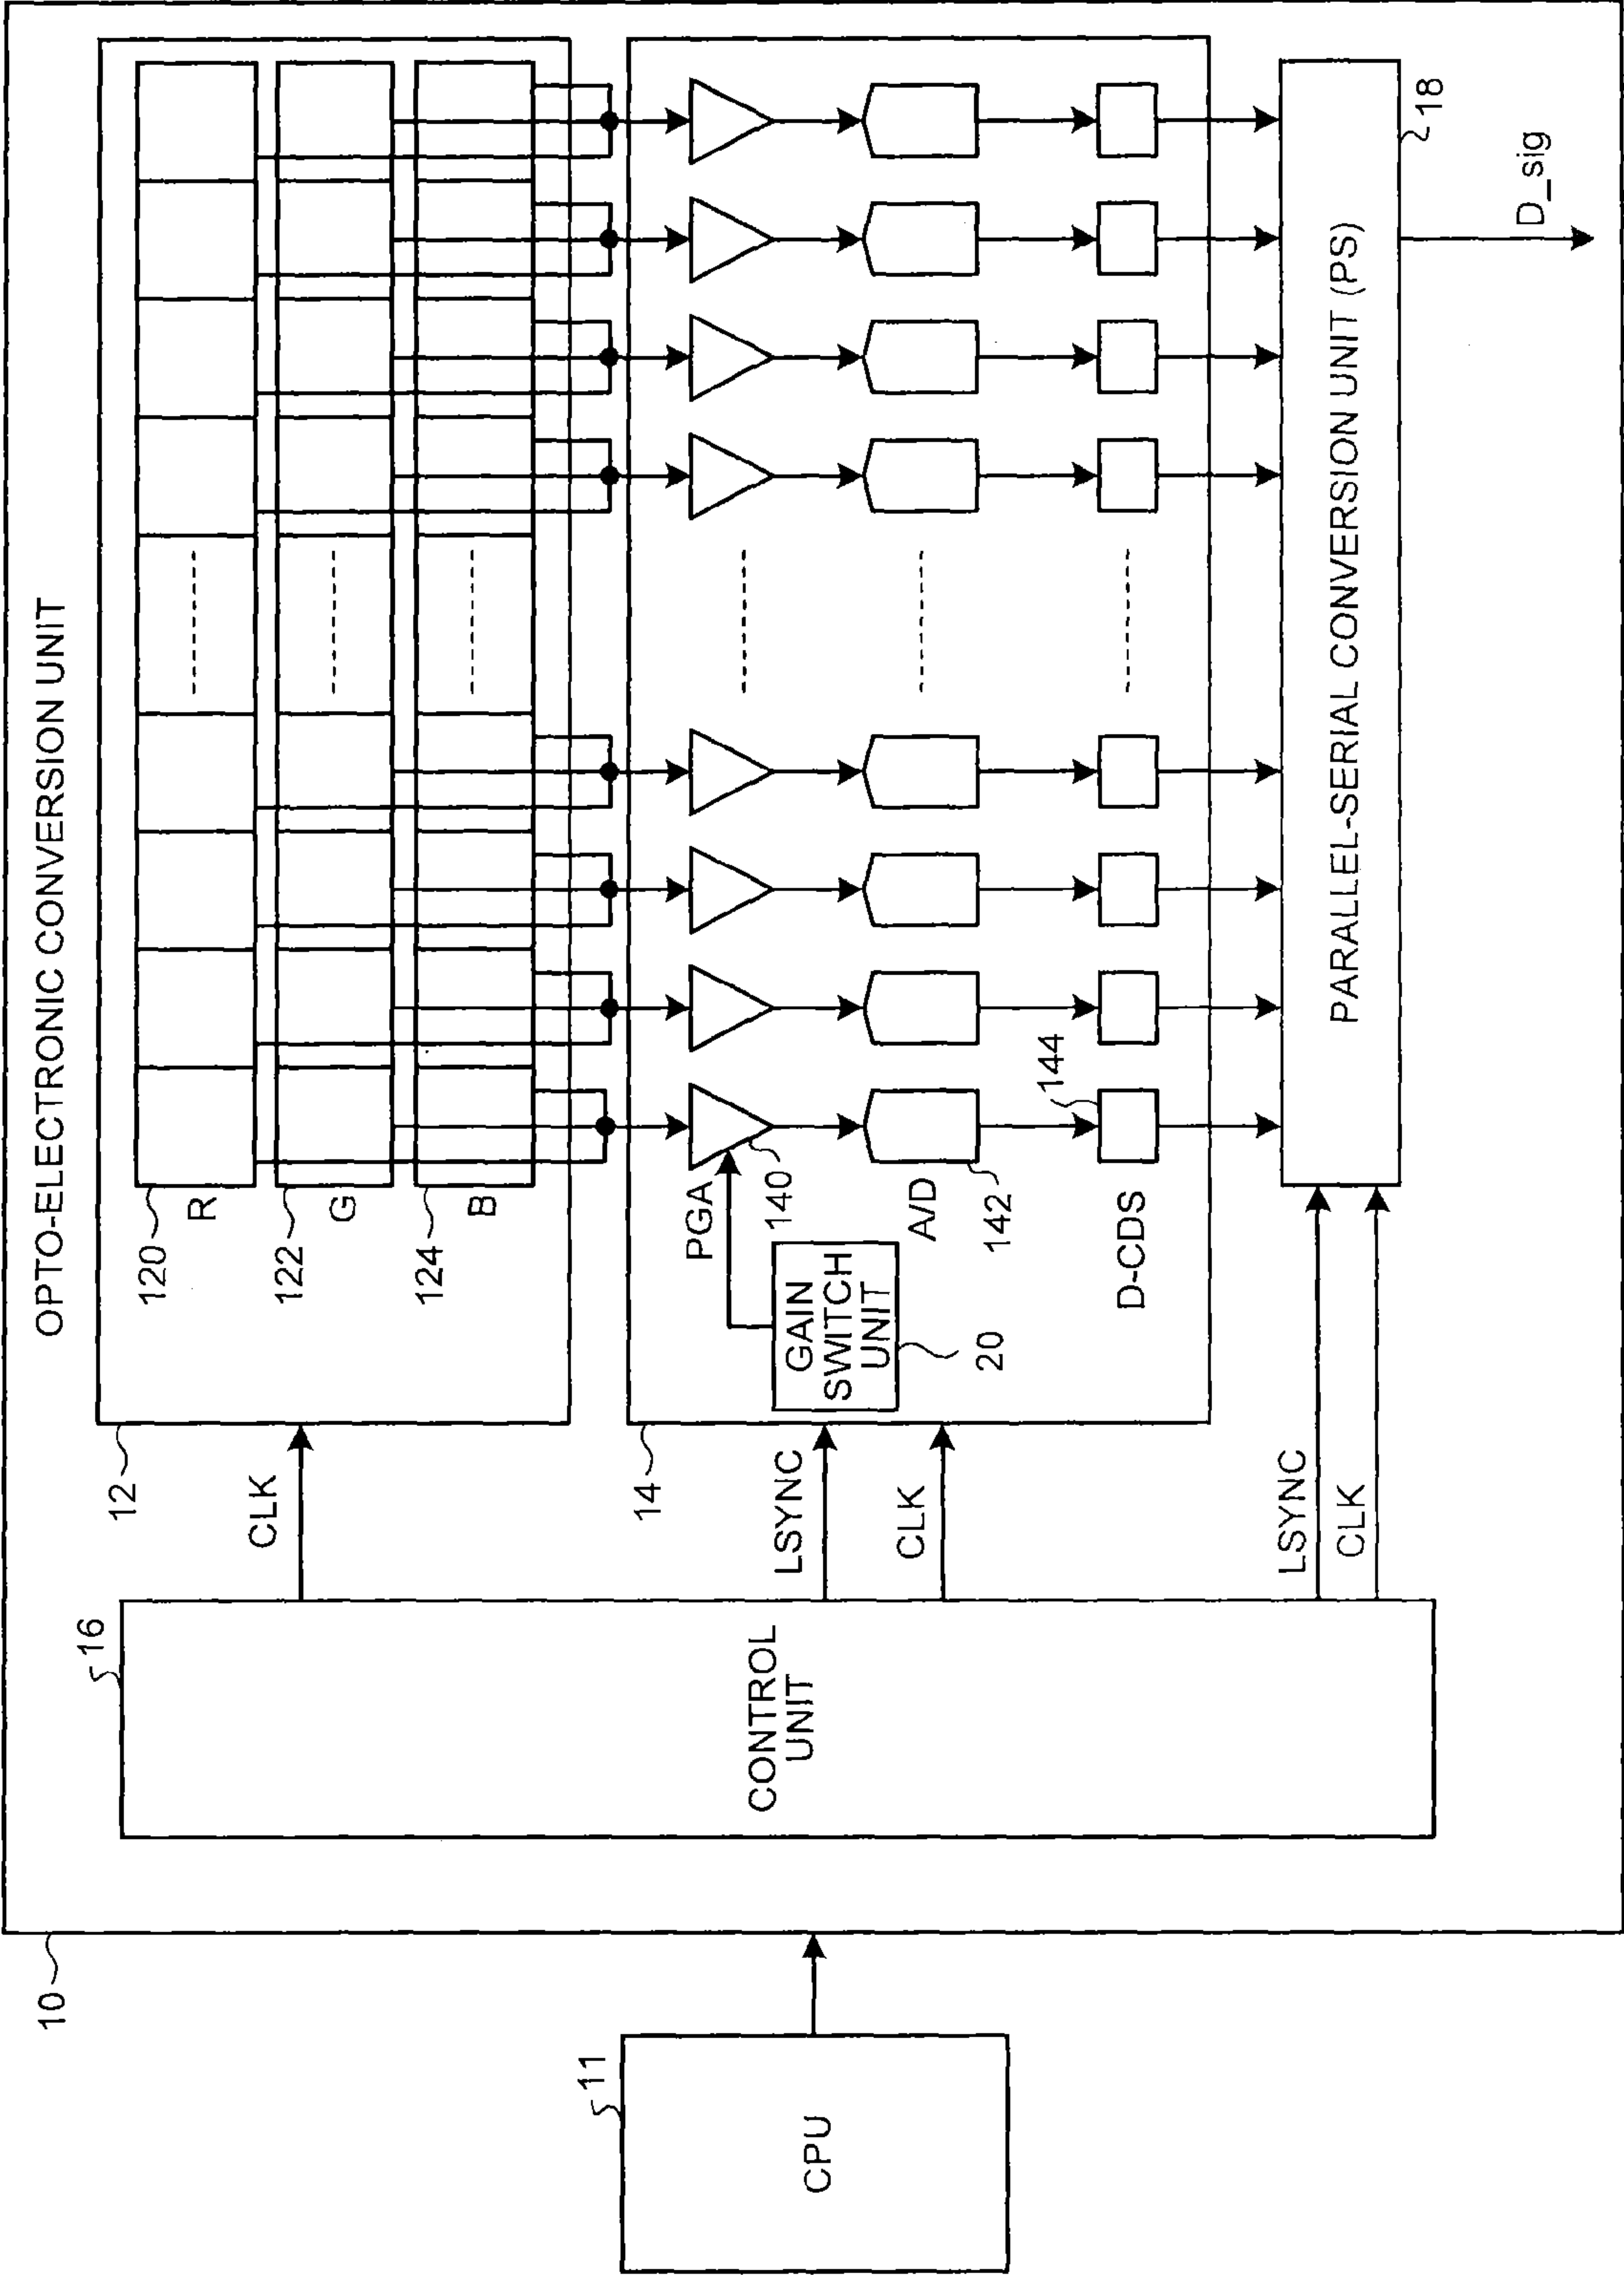 OPTO-ELECTRONIC CONVERSION UNIT
120
R
122
G
124
B
12
CLK
PGA
140
GAIN
SWITCH
UNIT
20
A/D
142
144
D-CDS
14
LSYNC
CLK
PARALLEL-SERIAL CONVERSION UNIT (PS)
18
D_sig
LSYNC
CLK
16
CONTROL
UNIT
10
11
CPU